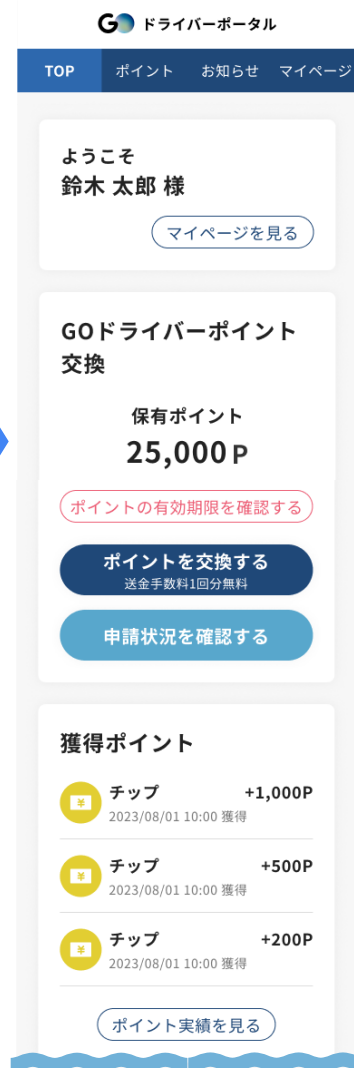 GO ドライバーポータル
TOP ポイント お知らせ マイページ
ようこそ
鈴木 太郎 様
マイページを見る
GOドライバーポイント
交換
保有ポイント
25,000 P
ポイントの有効期限を確認する
ポイントを交換する
送金手数料1回分無料
申請状況を確認する
獲得ポイント
チップ +1,000P
2023/08/01 10:00 獲得
チップ +500P
2023/08/01 10:00 獲得
チップ +200P
2023/08/01 10:00 獲得
ポイント実績を見る